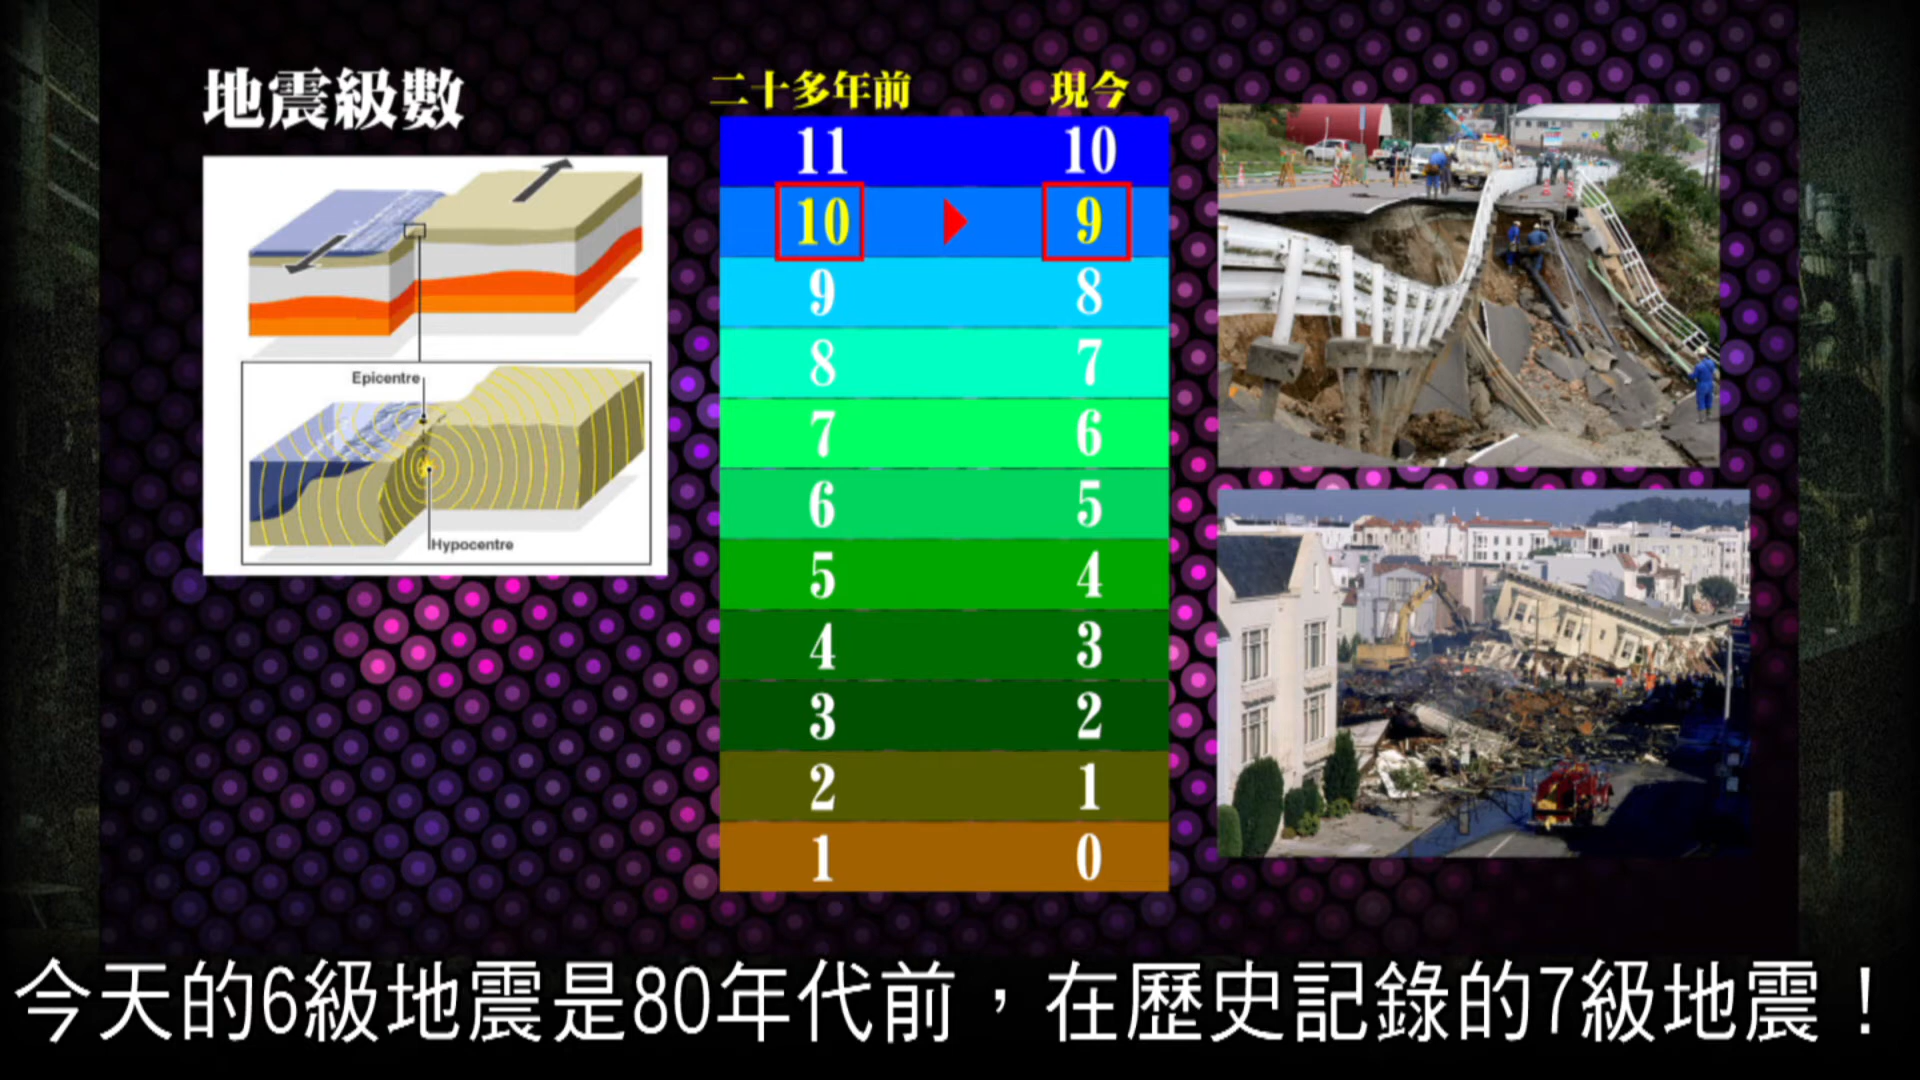 地震級數
二十多年前 現今
11 10
10 9
9 8
8 7
7 6
6 5
5 4
4 3
3 2
2 1
1 0
Epicentre
Hypocentre
今天的6級地震是80年代前，在歷史記錄的7級地震！